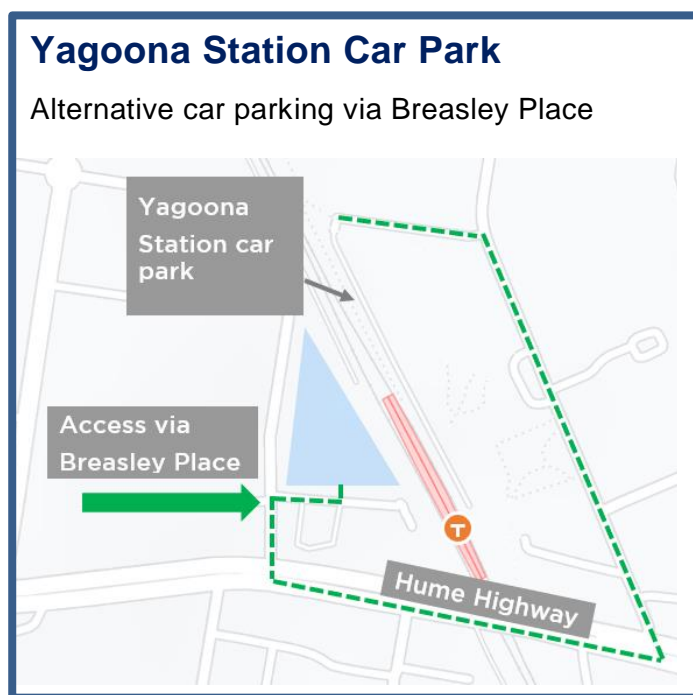 Yagoona Station Car Park
Alternative car parking via Breasley Place
Yagoona
Station car
park
Access via
Breasley Place
T
Hume Highway